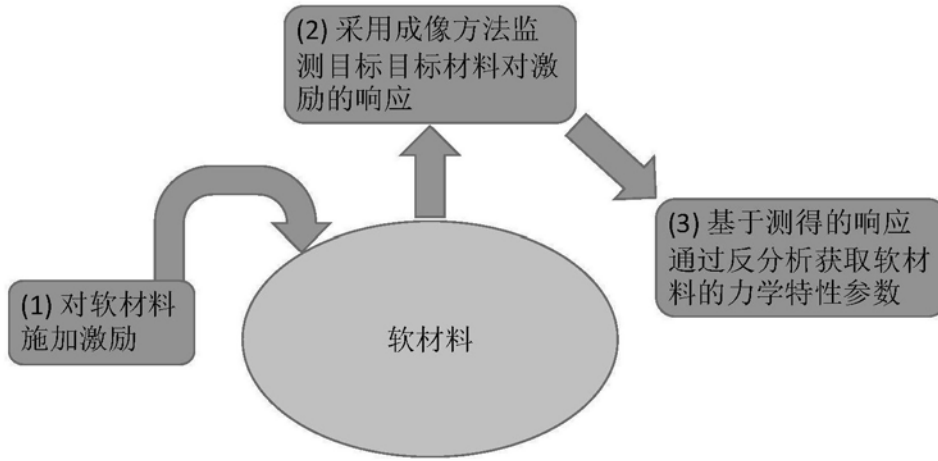 (2) 采用成像方法监
测目标目标材料对激
励的响应
(3) 基于测得的响应
通过反分析获取软材
料的力学特性参数
(1) 对软材料
施加激励
软材料